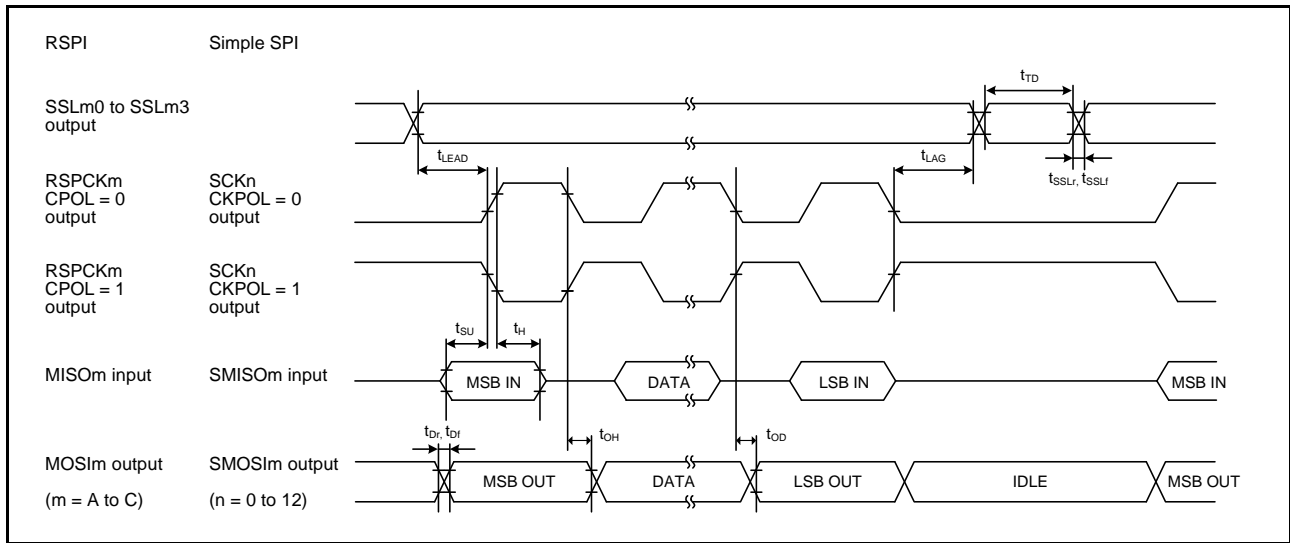 RSPI Simple SPI
SSLm0 to SSLm3
output
tTD
tLEAD
tLAG
tSSLr, tSSLf
RSPCKm SCKn
CPOL = 0 CKPOL = 0
output output
RSPCKm SCKn
CPOL = 1 CKPOL = 1
output output
tSU tH
MISOm input SMISOm input MSB IN DATA LSB IN MSB IN
tDr, tDf tOH tOD
MOSIm output SMOSIm output MSB OUT DATA LSB OUT IDLE MSB OUT
(m = A to C) (n = 0 to 12)